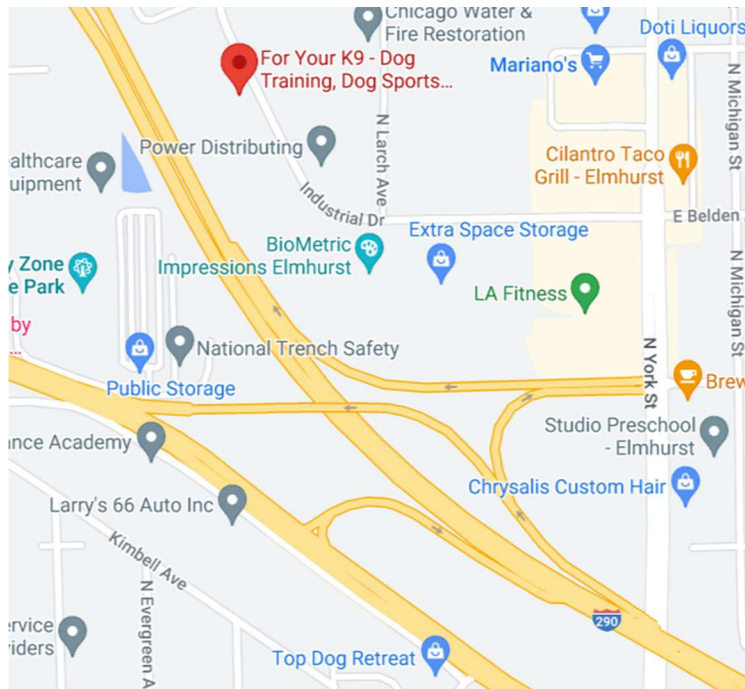 Chicago Water &
Fire Restoration
Doti Liquors
For Your K9 - Dog
Training, Dog Sports...
Mariano's
N Michigan St
N Larch Ave
Power Distributing
Cilantro Taco
Grill - Elmhurst
ealthcare
quipment
Industrial Dr
E Belden
BioMetric
Impressions Elmhurst
Extra Space Storage
y Zone
e Park
N Michigan St
LA Fitness
by
...
National Trench Safety
N York St
Public Storage
Brew
Studio Preschool
- Elmhurst
ance Academy
Chrysalis Custom Hair
Larry's 66 Auto Inc
Kimbell Ave
N Evergreen A
290
ervice
viders
Top Dog Retreat